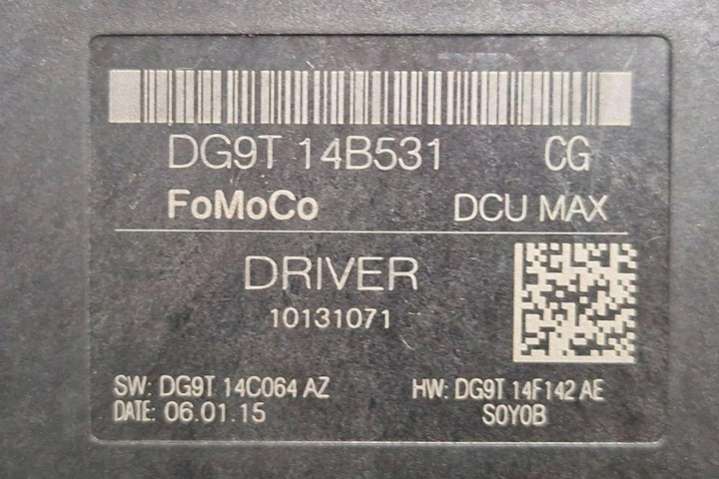 DG9T 14B531 CG
FoMoCo DCU MAX
DRIVER
10131071
SW: DG9T 14C064 AZ HW: DG9T 14F142 AE
DATE: 06.01.15 S0Y0B